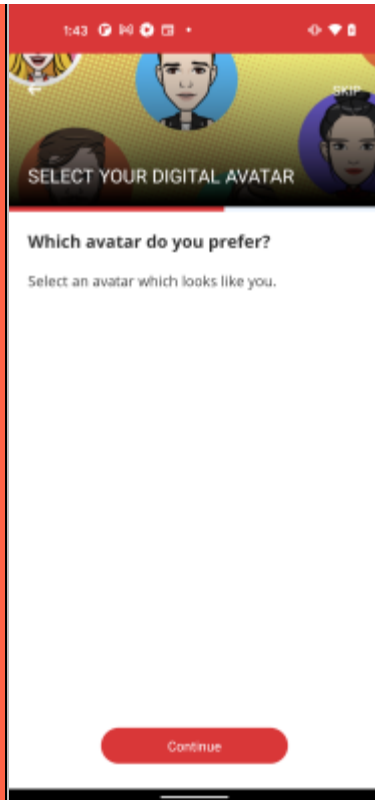 1:43
SKIP
SELECT YOUR DIGITAL AVATAR
Which avatar do you prefer?
Select an avatar which looks like you.
Continue